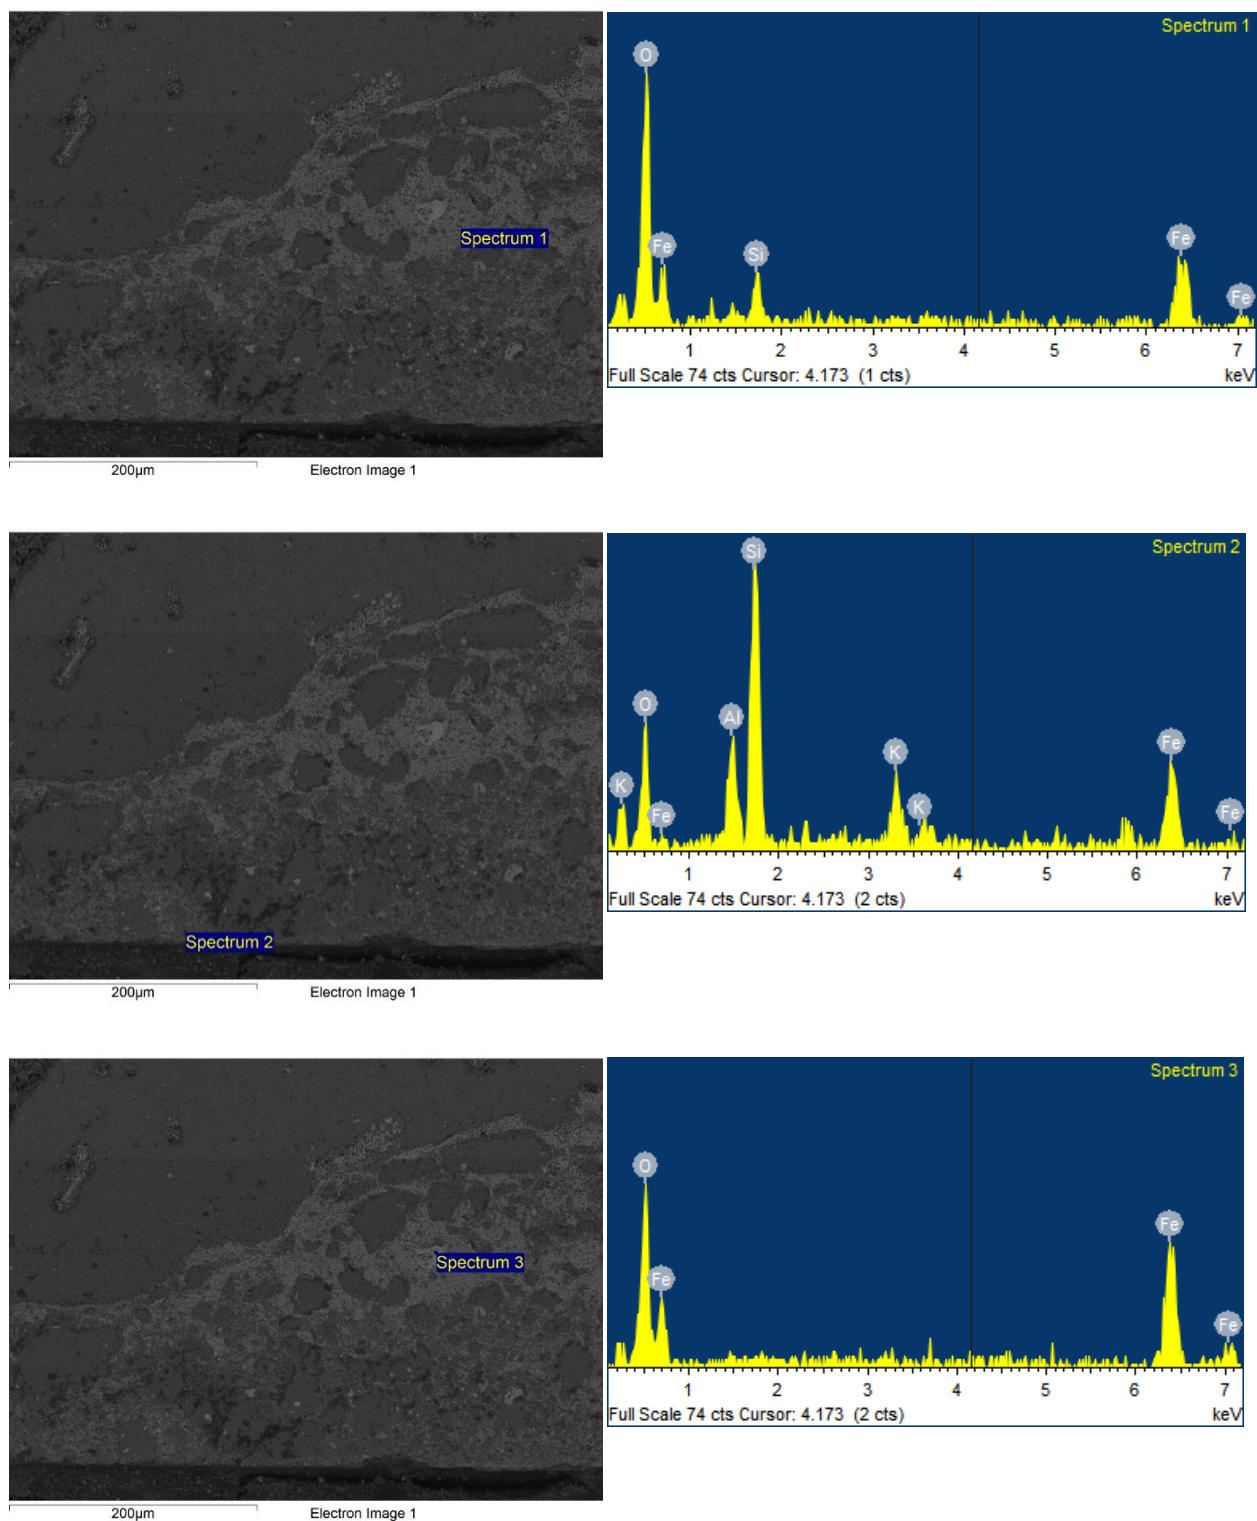 Spectrum 1
O
Fe
Si
Fe
Fe
Spectrum 1
1 2 3 4 5 6 7
Full Scale 74 cts Cursor: 4.173 (1 cts) keV
200µm Electron Image 1
Spectrum 2
Si
O
Al
K
Fe
K
K
Fe
Fe
Spectrum 2
1 2 3 4 5 6 7
Full Scale 74 cts Cursor: 4.173 (2 cts) keV
200µm Electron Image 1
Spectrum 3
O
Fe
Fe
Fe
Spectrum 3
1 2 3 4 5 6 7
Full Scale 74 cts Cursor: 4.173 (2 cts) keV
200µm Electron Image 1